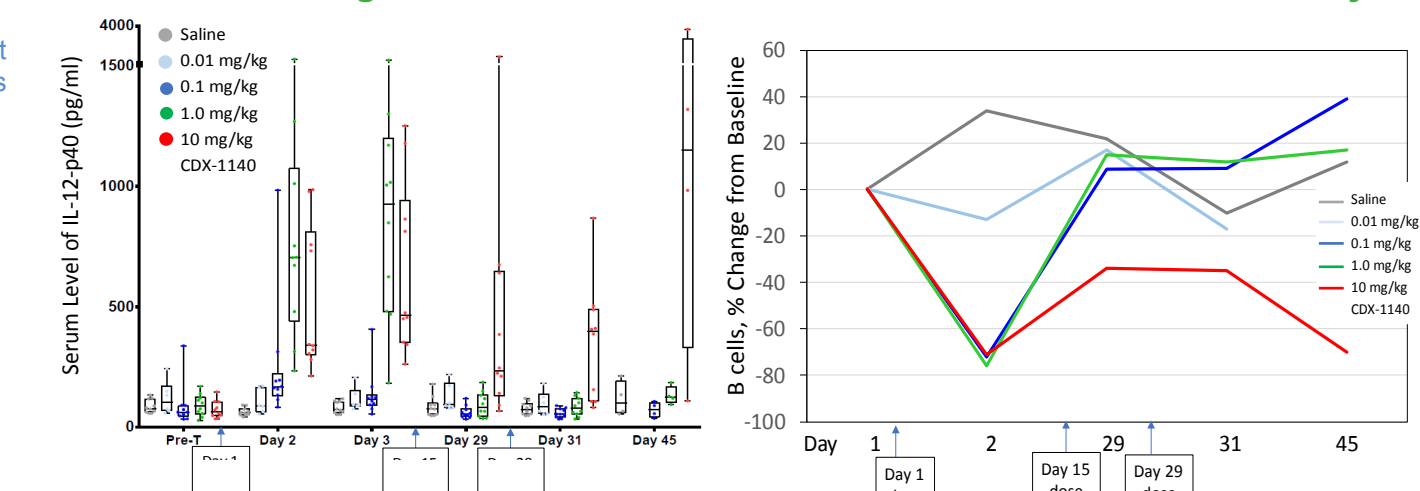 t
s
Serum Level of IL-12-p40 (pg/ml)
4000
1500
1000
500
0
Saline
0.01 mg/kg
0.1 mg/kg
1.0 mg/kg
10 mg/kg
CDX-1140
Pre-T Day 2 Day 3 Day 29 Day 31 Day 45
B cells, % Change from Baseline
60
40
20
0
-20
-40
-60
-80
-100
Saline
0.01 mg/kg
0.1 mg/kg
1.0 mg/kg
10 mg/kg
CDX-1140
Day 1 2 29 31 45
Day 1
Day 15
Day 29